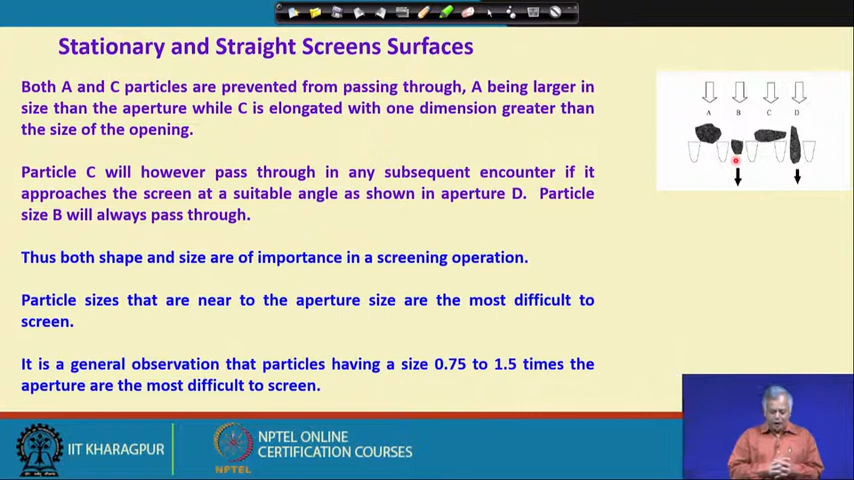 Stationary and Straight Screens Surfaces
Both A and C particles are prevented from passing through, A being larger in
size than the aperture while C is elongated with one dimension greater than
the size of the opening.
Particle C will however pass through in any subsequent encounter if it
approaches the screen at a suitable angle as shown in aperture D. Particle
size B will always pass through.
Thus both shape and size are of importance in a screening operation.
Particle sizes that are near to the aperture size are the most difficult to
screen.
It is a general observation that particles having a size 0.75 to 1.5 times the
aperture are the most difficult to screen.
A B C D
IIT KHARAGPUR
NPTEL
NPTEL ONLINE
CERTIFICATION COURSES